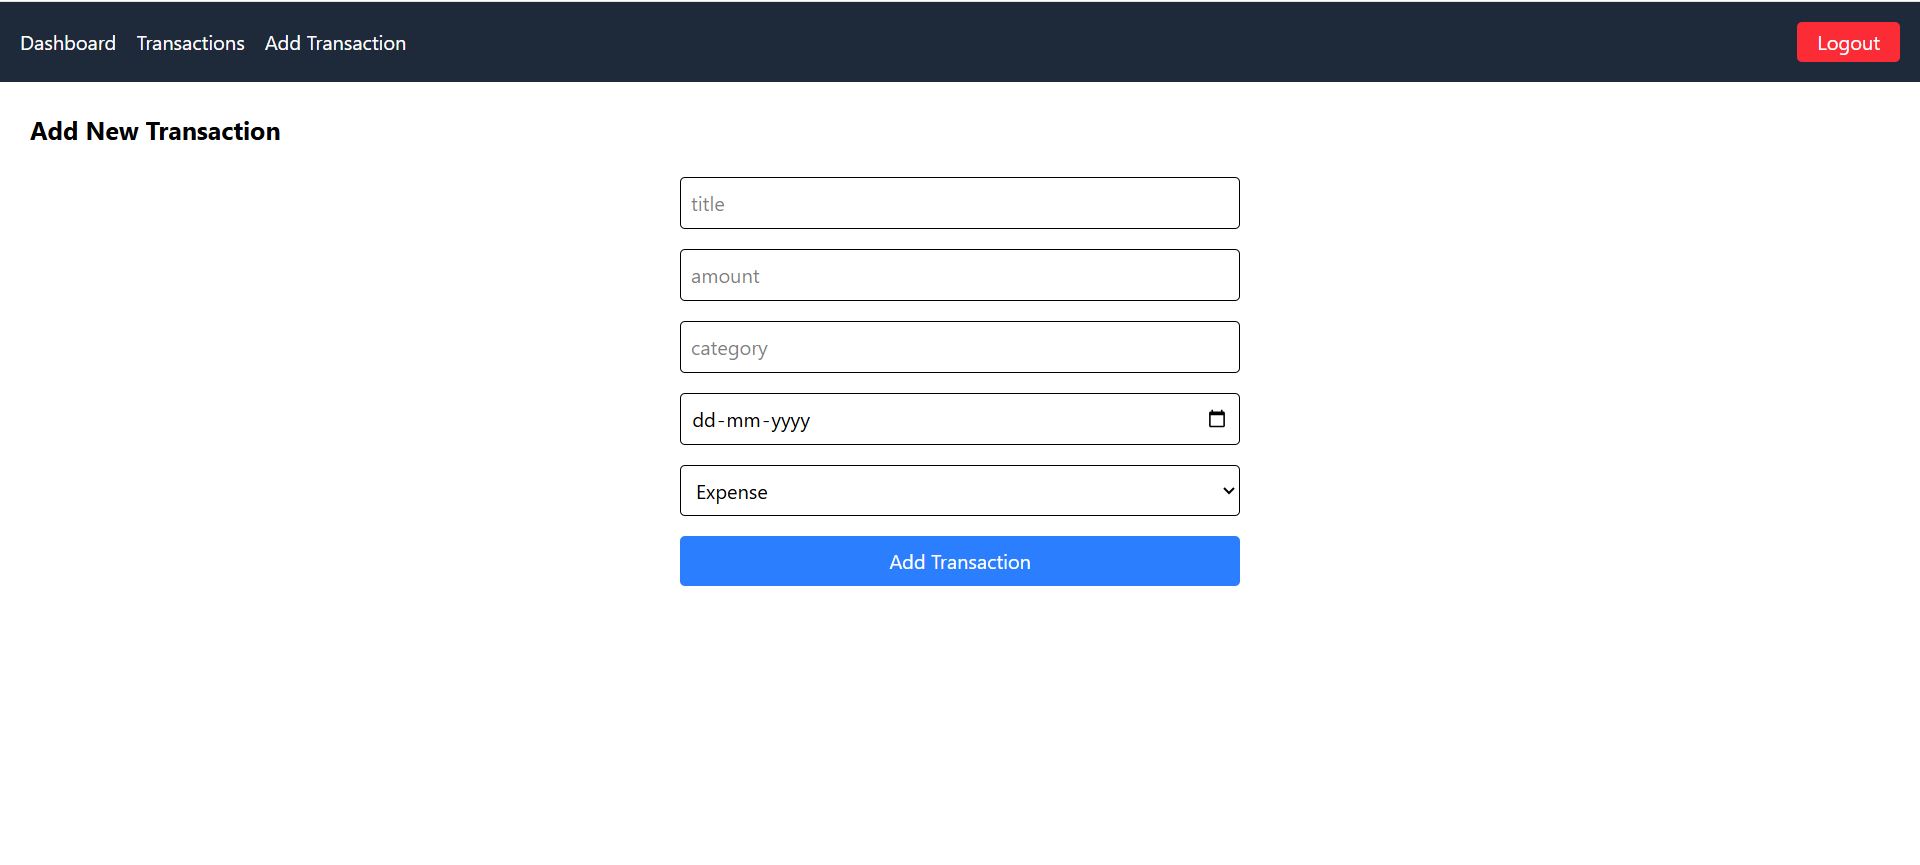 Dashboard Transactions Add Transaction Logout
Add New Transaction
title
amount
category
dd-mm-yyyy
Expense
Add Transaction